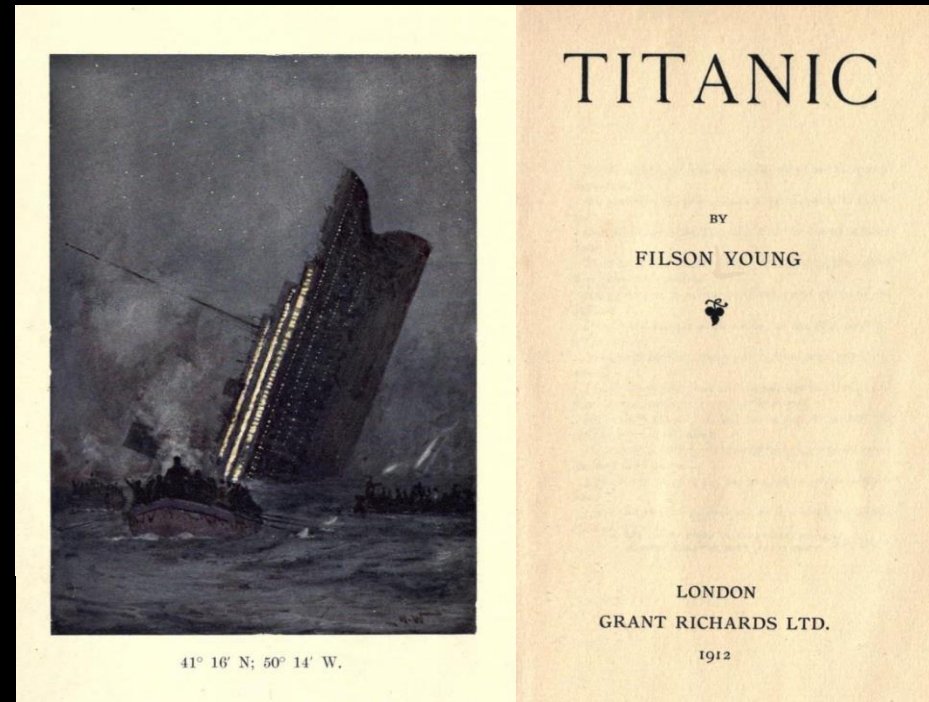 41° 16′ N; 50° 14′ W.
TITANIC
BY
FILSON YOUNG
LONDON
GRANT RICHARDS LTD.
1912